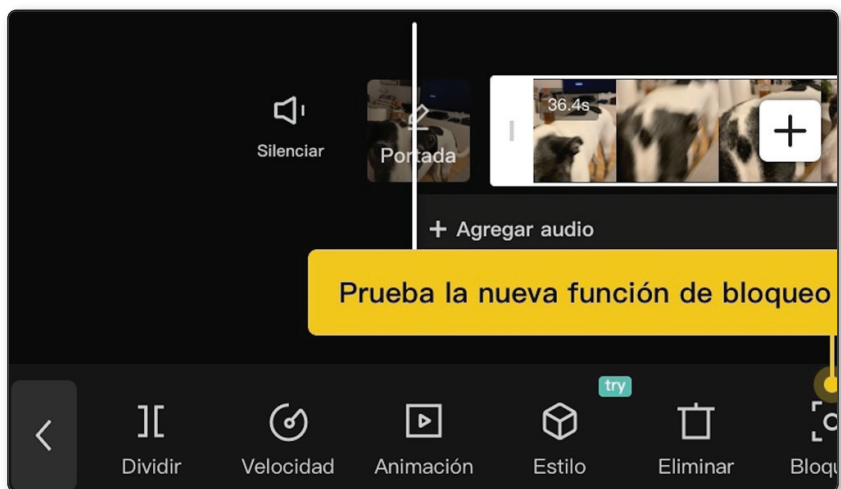 36.4s
Silenciar
Portada
+ Agregar audio
Prueba la nueva función de bloqueo
try
Dividir
Velocidad
Animación
Estilo
Eliminar